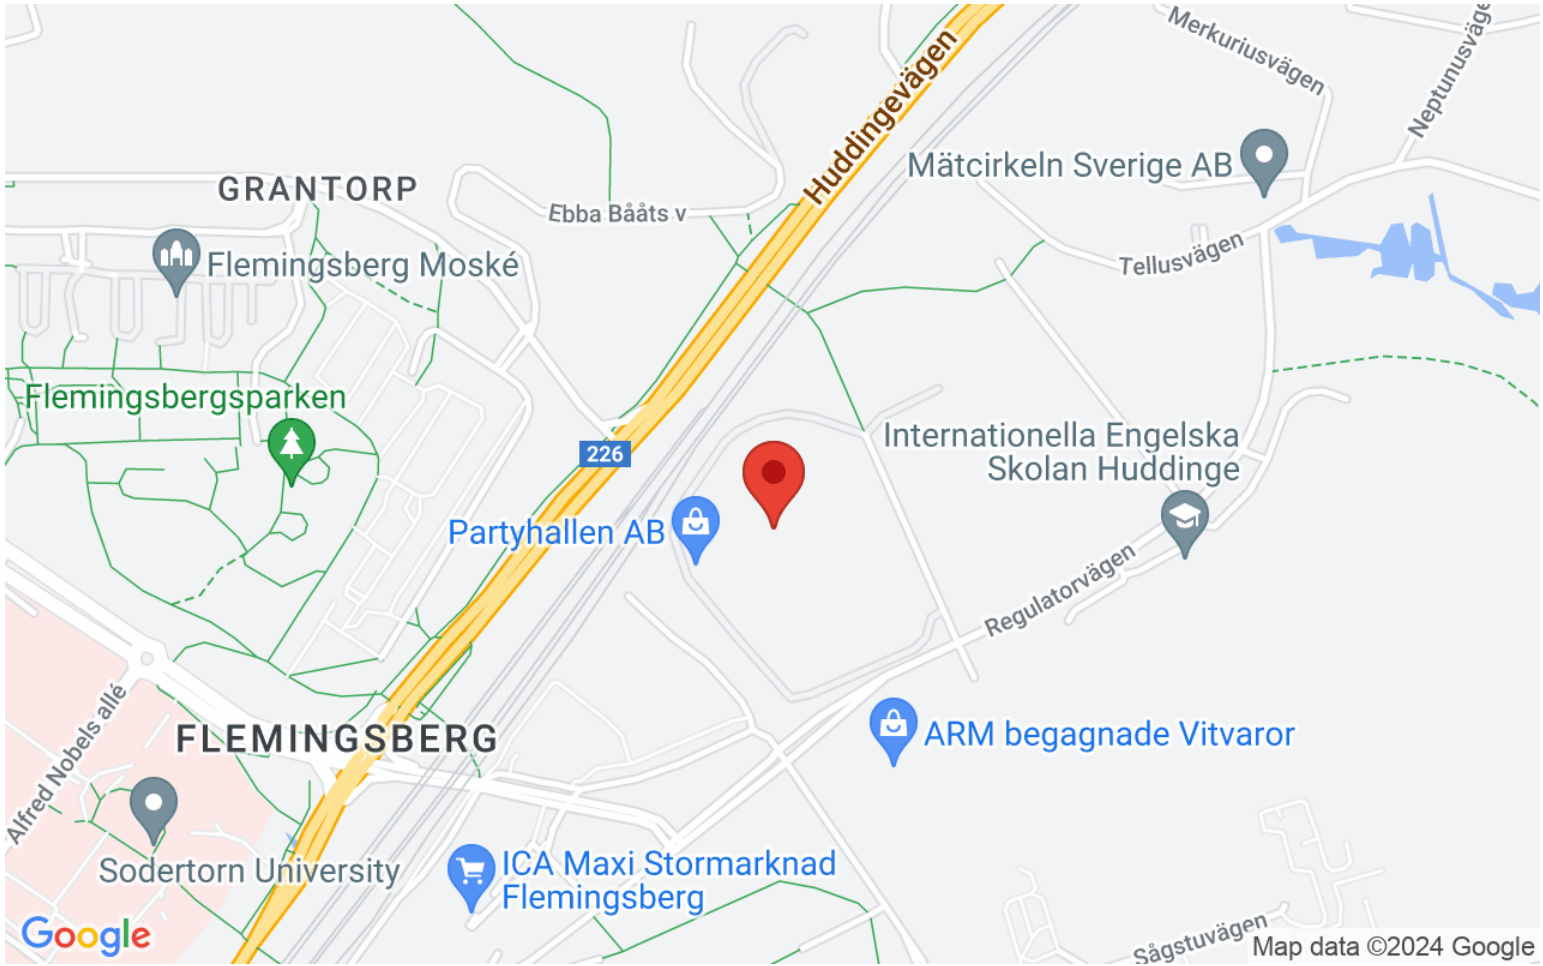 Merkuriusvägen
Neptunusväge
Huddingevägen
Mätcirkeln Sverige AB
GRANTORP
Ebba Bååts v
Tellusvägen
Flemingsberg Moské
Flemingsbergsparken
226
Internationella Engelska
Skolan Huddinge
Partyhallen AB
Regulatorvägen
Alfred Nobels allé
FLEMINGSBERG
ARM begagnade Vitvaror
Sodertorn University
ICA Maxi Stormarknad
Flemingsberg
Google
Sågstuvägen
Map data ©2024 Google